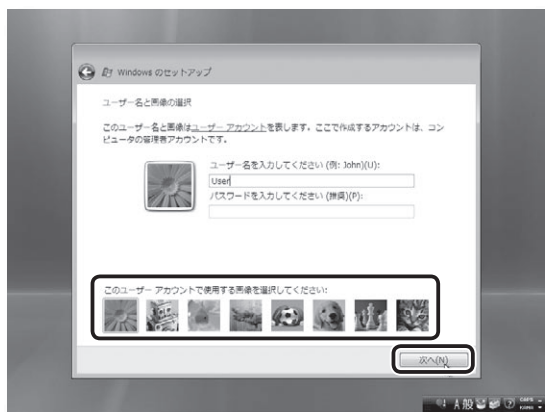 Windows のセットアップ
ユーザー名と画像の選択
このユーザー名と画像はユーザー アカウントを表します。ここで作成するアカウントは、コン
ピュータの管理者アカウントです。
ユーザー名を入力してください (例: John)(U):
User
パスワードを入力してください (推奨)(P):
このユーザー アカウントで使用する画像を選択してください:
次へ(N)
A 般
CAPS
KANA